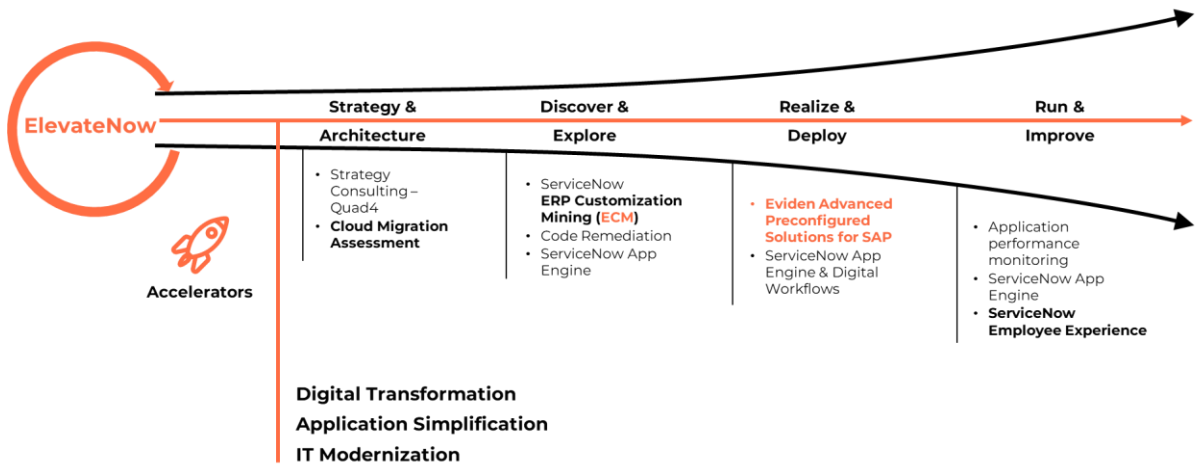 ElevateNow
Strategy &
Architecture
Discover &
Explore
Realize &
Deploy
Run &
Improve
Accelerators
• Strategy
Consulting –
Quad4
• Cloud Migration
Assessment
• ServiceNow
ERP Customization
Mining (ECM)
• Code Remediation
• ServiceNow App
Engine
• Eviden Advanced
Preconfigured
Solutions for SAP
• ServiceNow App
Engine & Digital
Workflows
• Application
performance
monitoring
• ServiceNow App
Engine
• ServiceNow
Employee Experience
Digital Transformation
Application Simplification
IT Modernization